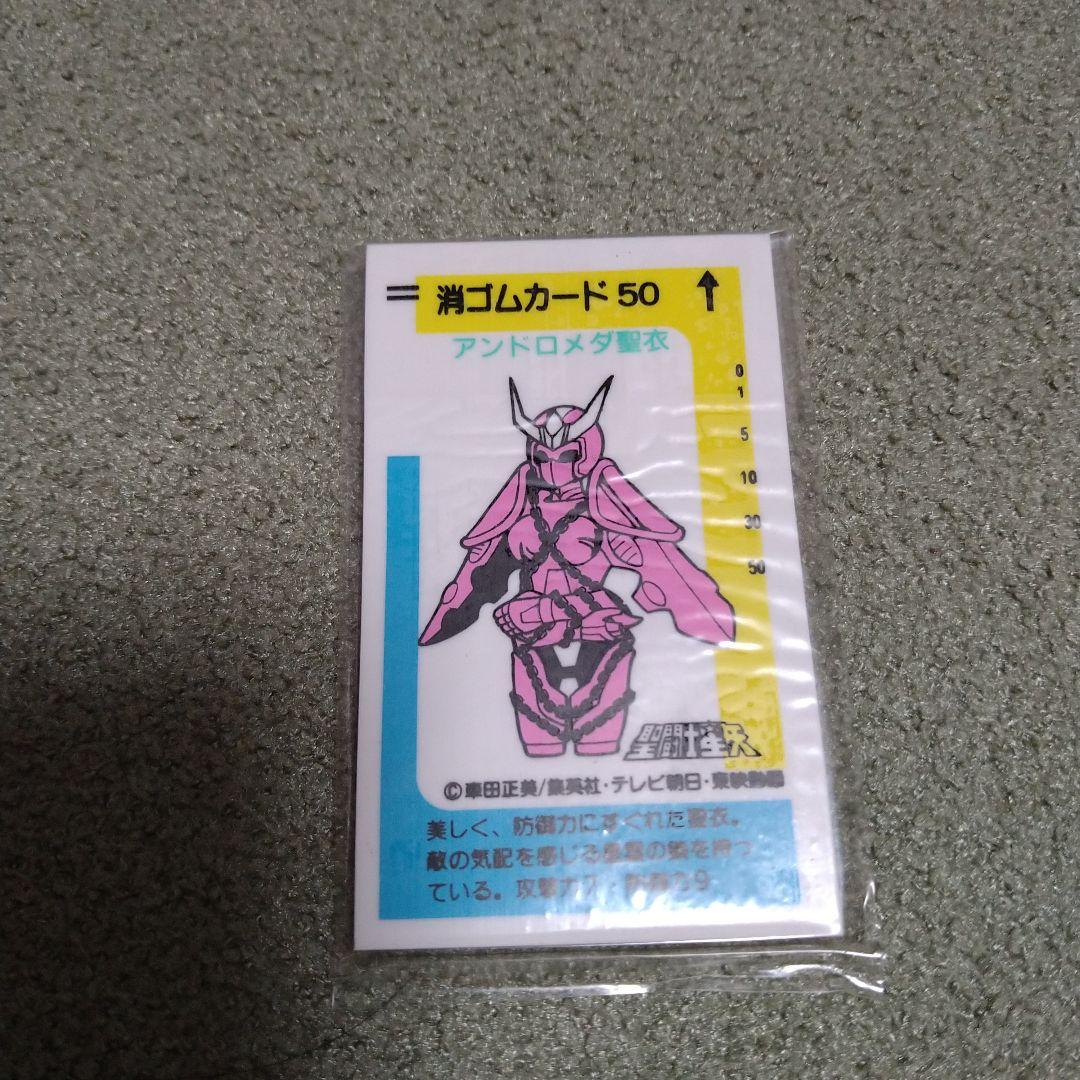 = 消ゴムカード 50 ↑
アンドロメダ聖衣
0
1
5
10
30
50
聖闘士星矢
©車田正美/集英社・テレビ朝日・東映動画
美しく、防御力にすぐれた聖衣。
敵の気配を感じる の鎖を持っ
ている。攻撃力7 防御力9